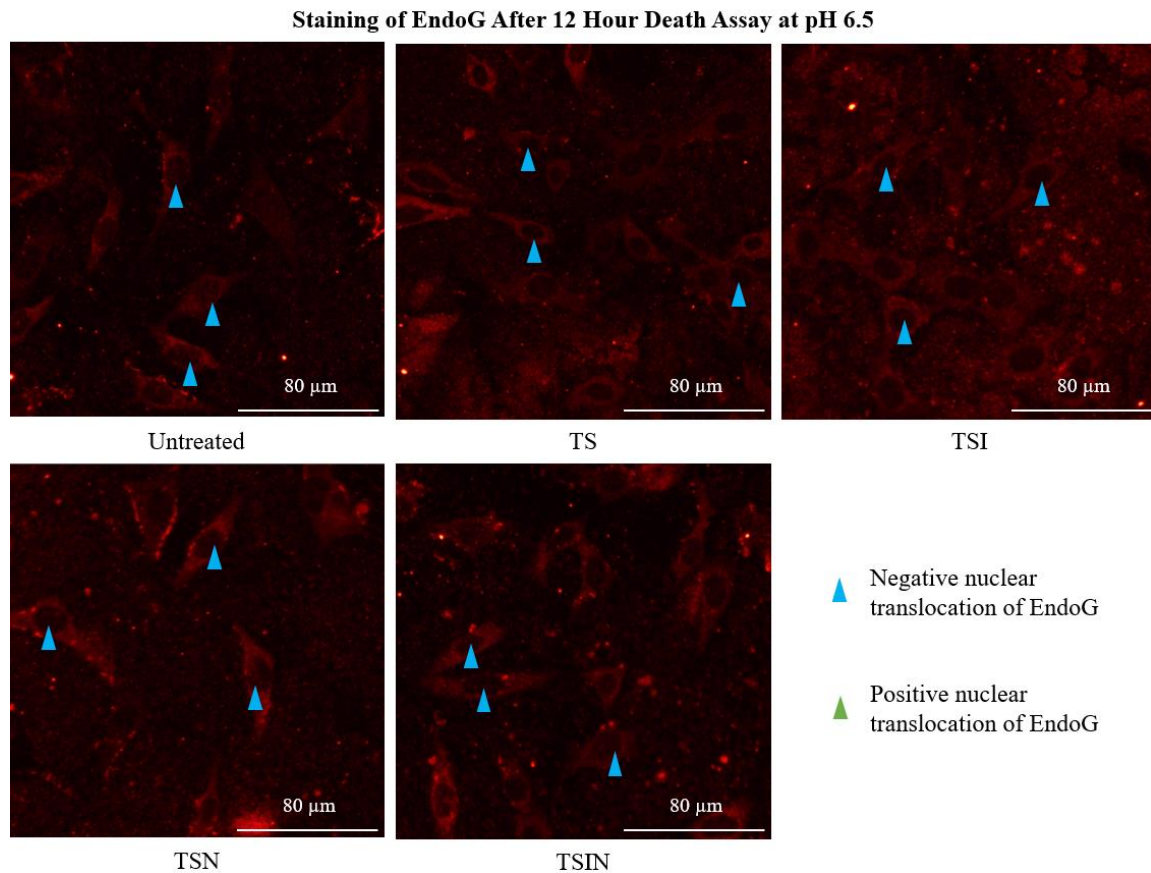 Staining of EndoG After 12 Hour Death Assay at pH 6.5
80 µm
80 µm
80 µm
Untreated
TS
TSI
80 µm
80 µm
Negative nuclear
translocation of EndoG
Positive nuclear
translocation of EndoG
TSN
TSIN